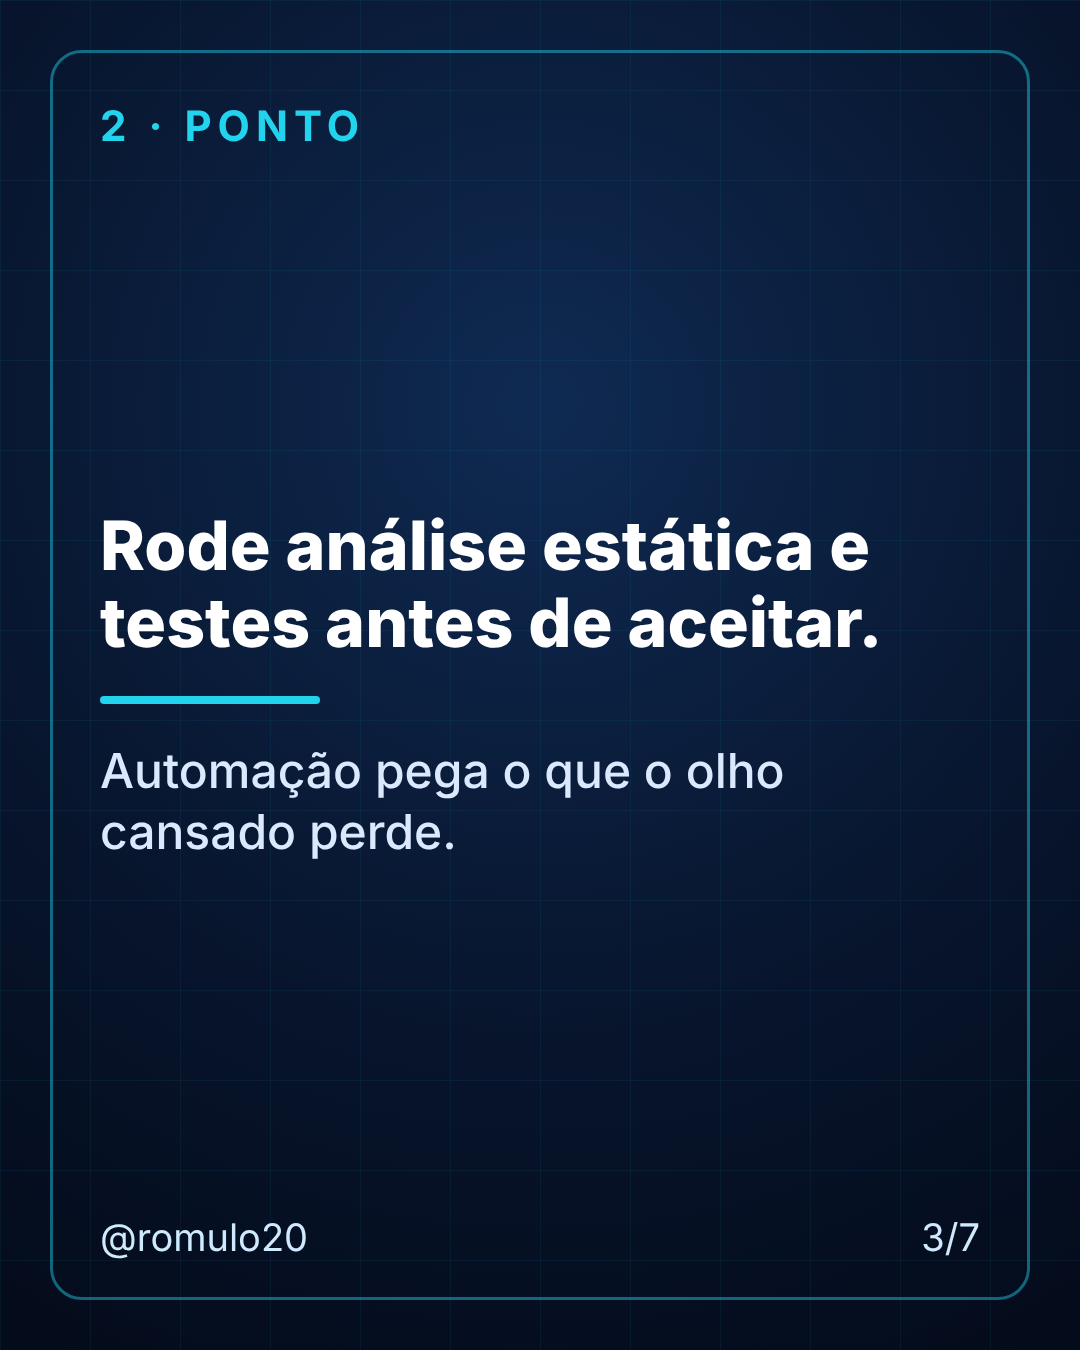 2 · PONTO
Rode análise estática e
testes antes de aceitar.
Automação pega o que o olho
cansado perde.
@romulo20
3/7